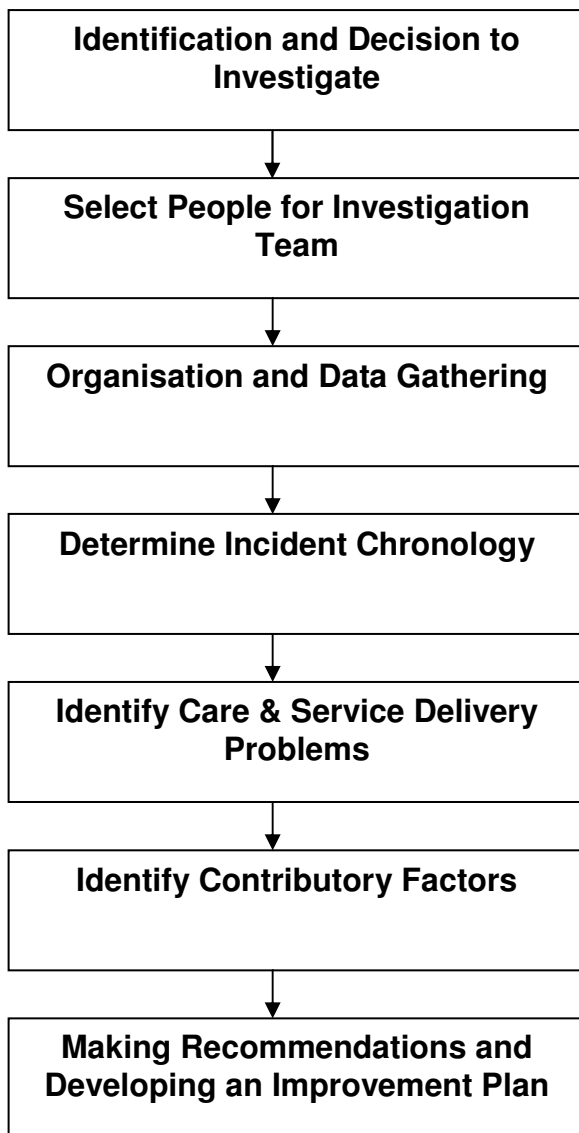 Identification and Decision to
Investigate
Select People for Investigation
Team
Organisation and Data Gathering
Determine Incident Chronology
Identify Care & Service Delivery
Problems
Identify Contributory Factors
Making Recommendations and
Developing an Improvement Plan